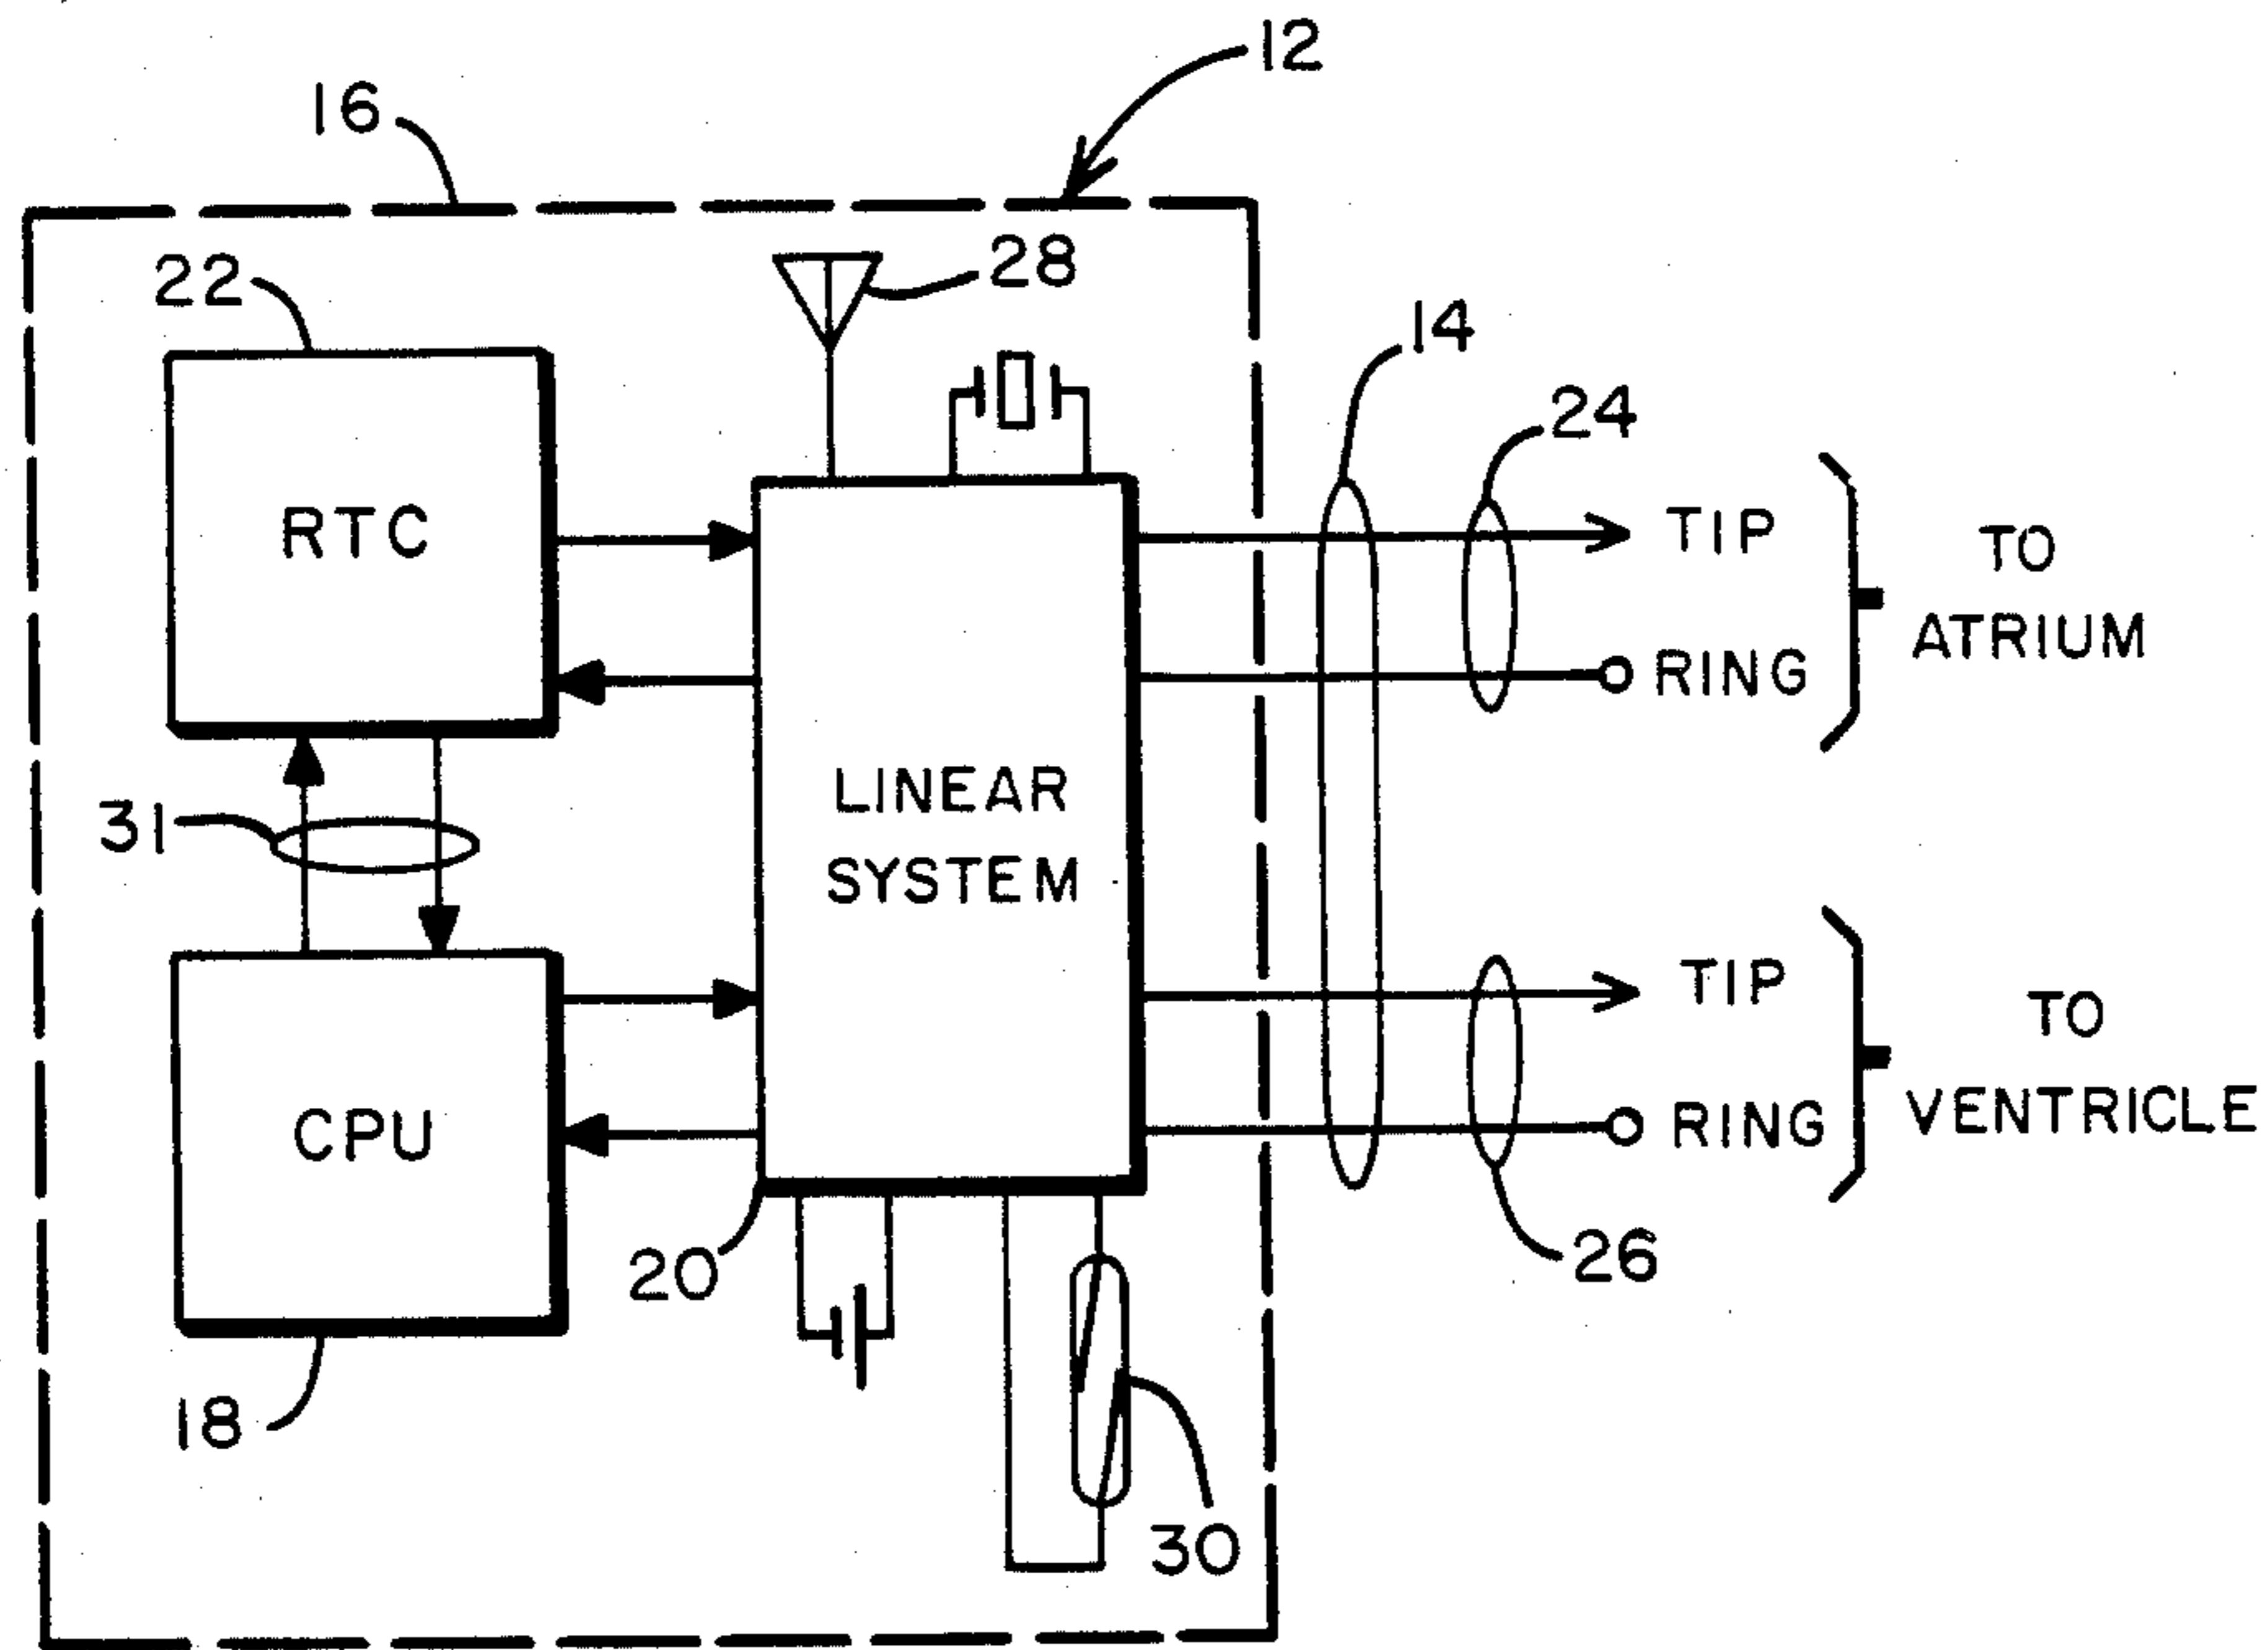 12
16
22
28
14
24
RTC
TIP
TO
ATRIUM
RING
31
LINEAR
SYSTEM
TIP
TO
VENTRICLE
RING
CPU
20
26
18
30